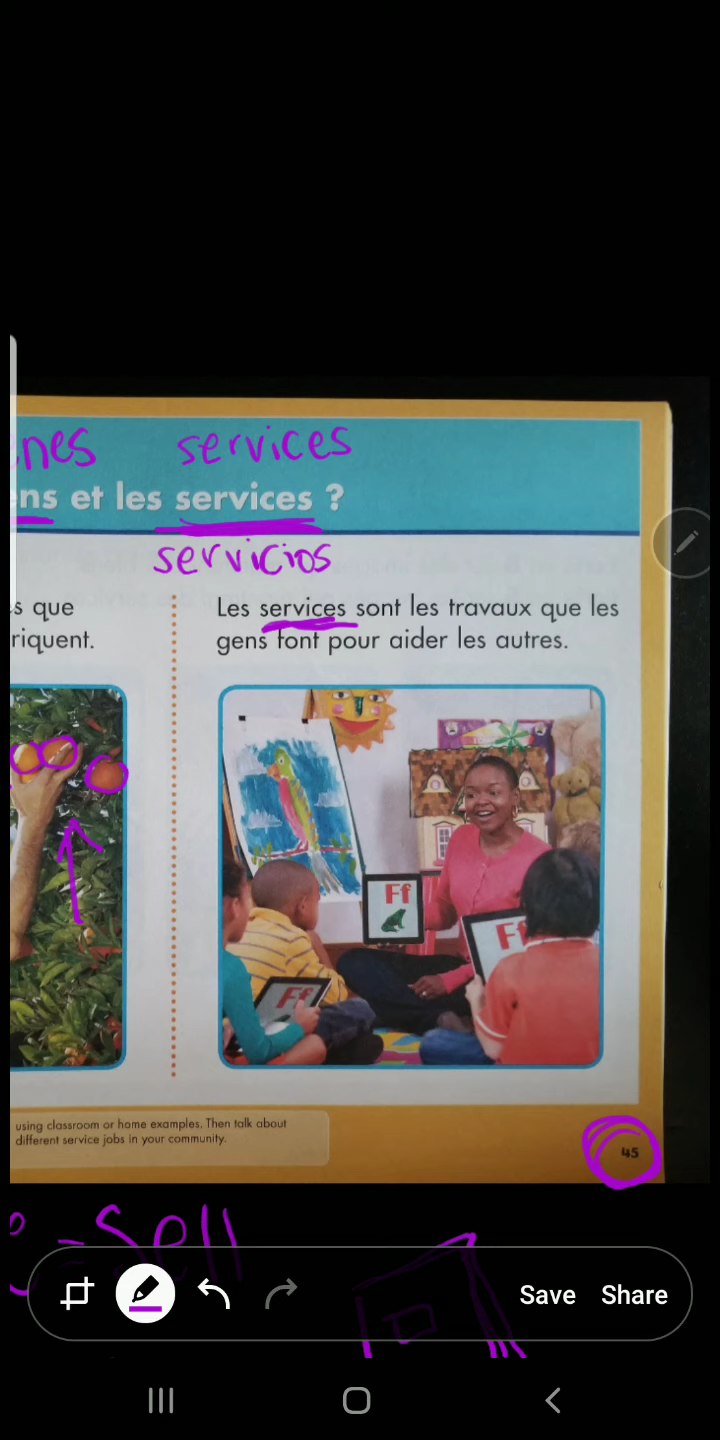 nes services
ns et les services ?
servicios
s que
riquent.
Les services sont les travaux que les
gens font pour aider les autres.
Ff
Ff
Ff
using classroom or home examples. Then talk about
different service jobs in your community.
45
= Sell
Save Share